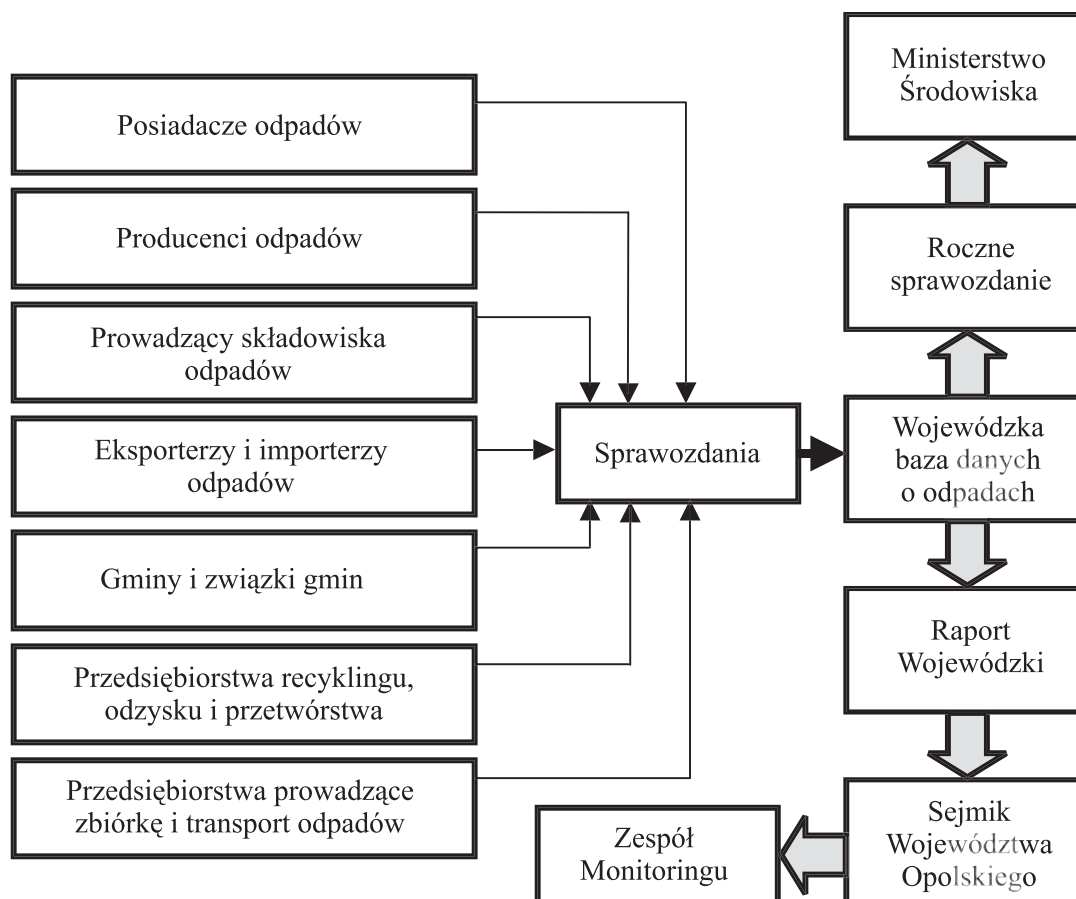 Posiadacze odpadów
Producenci odpadów
Prowadzący składowiska
odpadów
Eksporterzy i importerzy
odpadów
Gminy i związki gmin
Przedsiębiorstwa recyklingu,
odzysku i przetwórstwa
Przedsiębiorstwa prowadzące
zbiórkę i transport odpadów
Sprawozdania
Ministerstwo
Środowiska
Roczne
sprawozdanie
Wojewódzka
baza danych
o odpadach
Raport
Wojewódzki
Sejmik
Województwa
Opolskiego
Zespół
Monitoringu